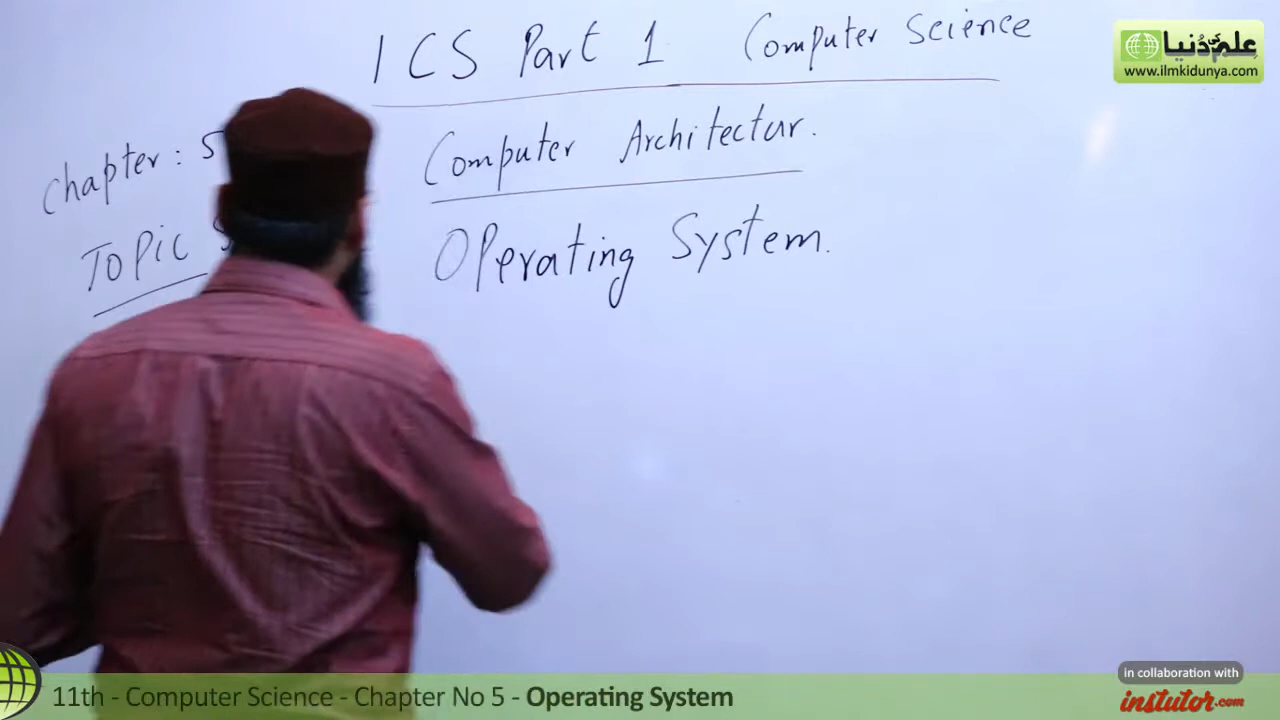 ICS Part 1 Computer Science
Chapter : 5 Computer Architectur.
TOPIC Operating System.
علم کی دُنیا
www.ilmkidunya.com
11th - Computer Science - Chapter No 5 - Operating System
in collaboration with
instutor.com